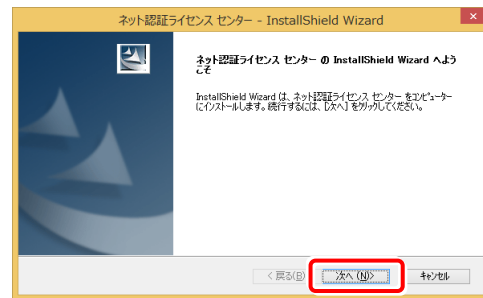 ネット認証ライセンス センター - InstallShield Wizard
ネット認証ライセンス センター の InstallShield Wizard へよう
こそ
InstallShield Wizard は、ネット認証ライセンス センター をコンピューター
にインストールします。続行するには、[次へ] をクリックしてください。
< 戻る(B)
次へ (N)>
キャンセル